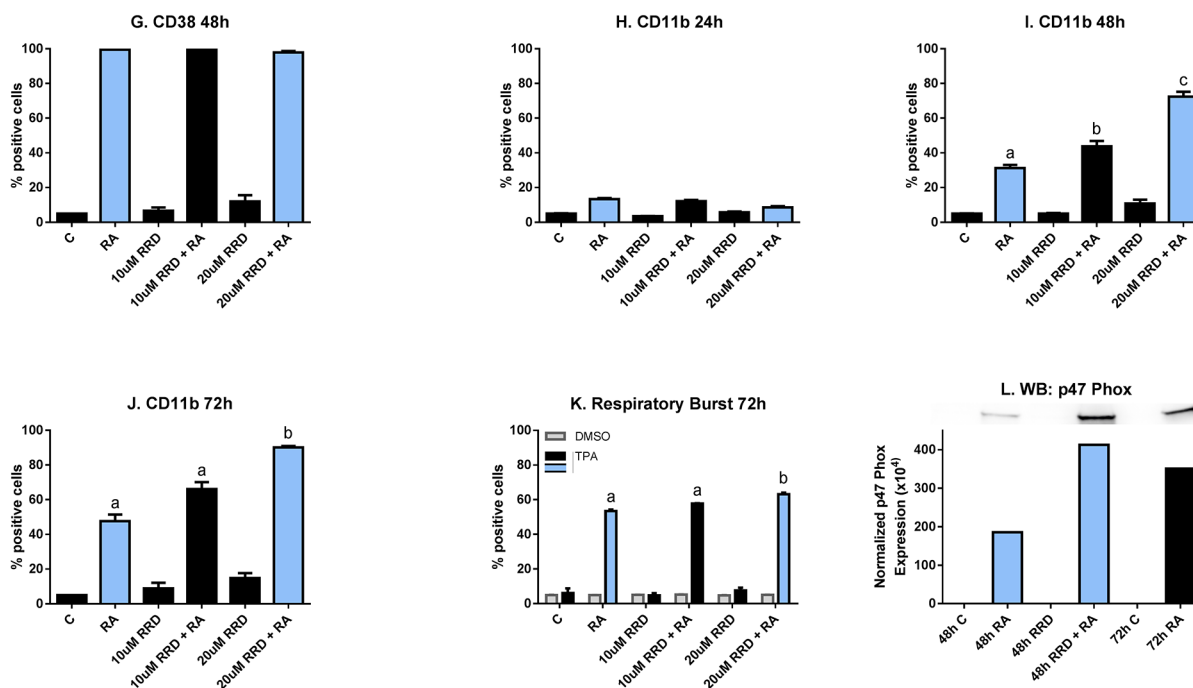 G. CD38 48h
% positive cells
100
80
60
40
20
0
C
RA
10uM RRD
10uM RRD + RA
20uM RRD
20uM RRD + RA
H. CD11b 24h
% positive cells
100
80
60
40
20
0
C
RA
10uM RRD
10uM RRD + RA
20uM RRD
20uM RRD + RA
I. CD11b 48h
% positive cells
100
80
60
40
20
0
a
b
c
C
RA
10uM RRD
10uM RRD + RA
20uM RRD
20uM RRD + RA
J. CD11b 72h
% positive cells
100
80
60
40
20
0
a
a
b
C
RA
10uM RRD
10uM RRD + RA
20uM RRD
20uM RRD + RA
K. Respiratory Burst 72h
% positive cells
100
80
60
40
20
0
DMSO
TPA
a
a
b
C
RA
10uM RRD
10uM RRD + RA
20uM RRD
20uM RRD + RA
L. WB: p47 Phox
Normalized p47 Phox
Expression (x10⁴)
400
300
200
100
0
48h C
48h RA
48h RRD
48h RRD + RA
72h C
72h RA